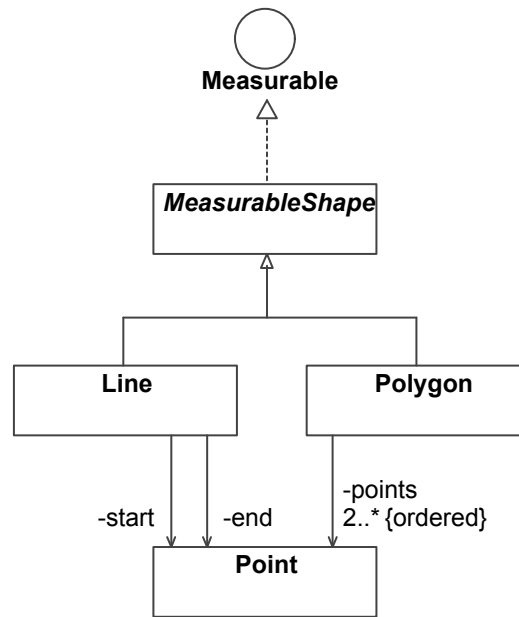 Measurable
MeasurableShape
Line
Polygon
-start
-end
-points
2..* {ordered}
Point